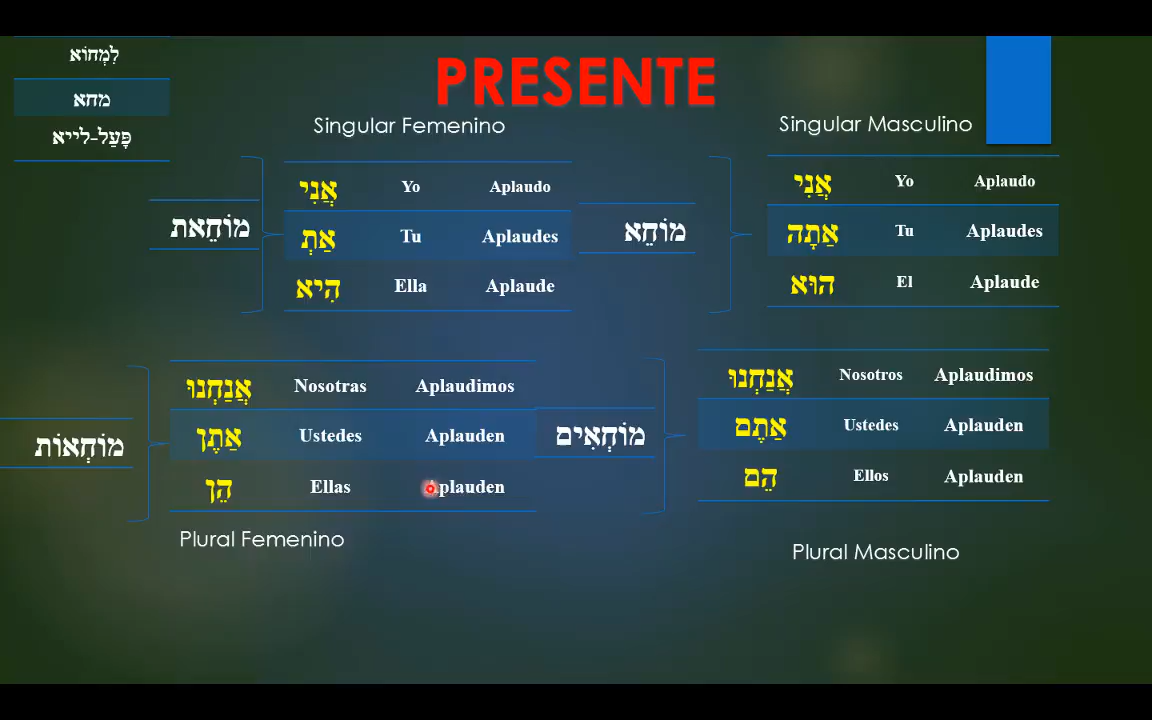 לִמְחוֹא
מחא
פָּעַל-לייא
PRESENTE
Singular Femenino
מוֹחֵאת
אֲנִי Yo Aplaudo
אַתְ Tu Aplaudes
הִיא Ella Aplaude
Singular Masculino
מוֹחֵא
אֲנִי Yo Aplaudo
אַתָה Tu Aplaudes
הוּא El Aplaude
מוֹחְאוֹת
אֲנַחְנוּ Nosotras Aplaudimos
אַתֶן Ustedes Aplauden
הֵן Ellas Aplauden
Plural Femenino
מוֹחְאִים
אֲנַחְנוּ Nosotros Aplaudimos
אַתֶם Ustedes Aplauden
הֵם Ellos Aplauden
Plural Masculino